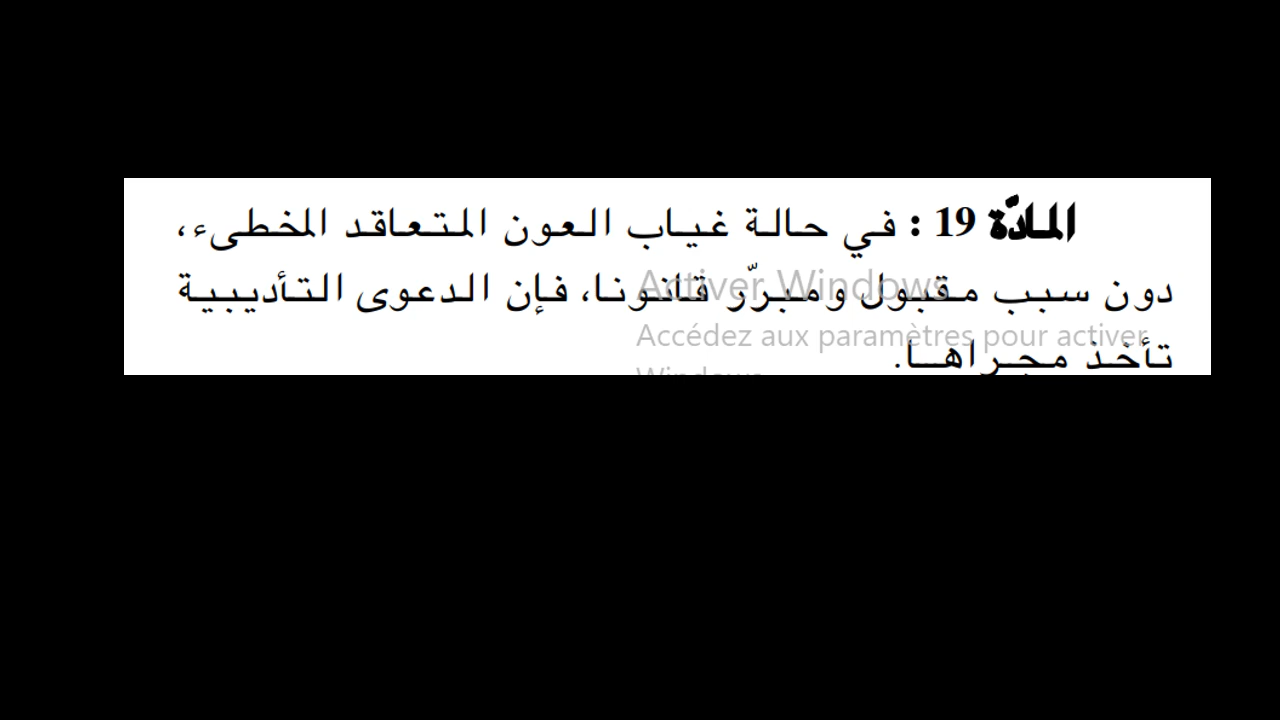 المادّة 19 : في حالة غياب العون المتعاقد المخطىء،
دون سبب مقبول ومبرّر قانونا، فإن الدعوى التأديبية
تأخذ مجراها.
Activer Windows
Accédez aux paramètres pour activer
Windows